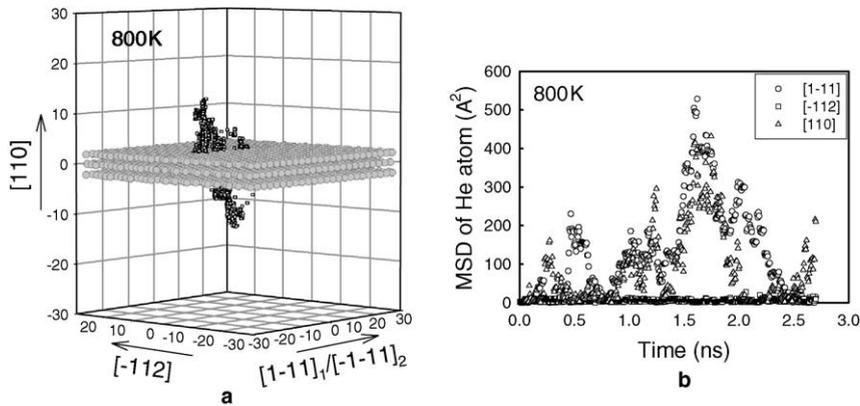 800K
[110]
30
20
10
0
-10
-20
-30
20 10 0 -10 -20 -30
-30 -20 -10 0 10 20 30
[-112]
[1-11]₁/[-1-11]₂
a
800K
[1-11]
[-112]
[110]
MSD of He atom (A²)
600
500
400
300
200
100
0
0.0 0.5 1.0 1.5 2.0 2.5 3.0
Time (ns)
b